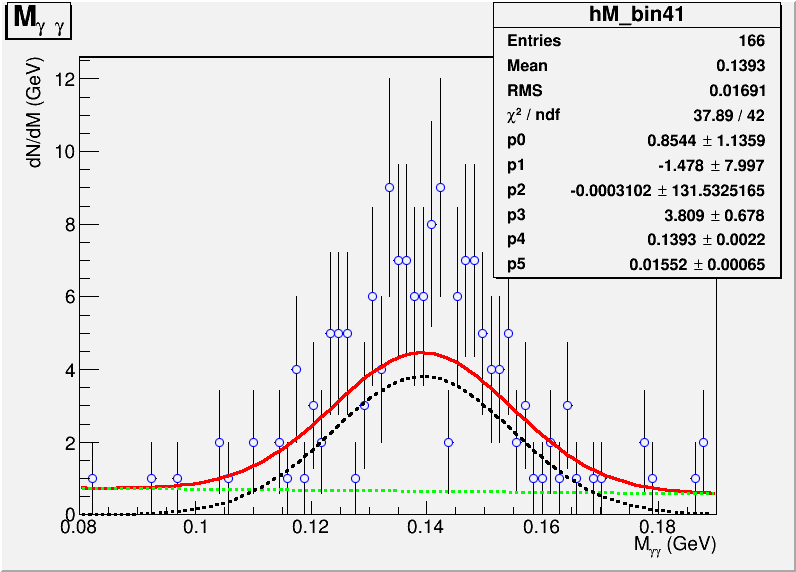 M γ γ
hM_bin41
Entries 166
Mean 0.1393
RMS 0.01691
χ² / ndf 37.89 / 42
p0 0.8544 ± 1.1359
p1 -1.478 ± 7.997
p2 -0.0003102 ± 131.5325165
p3 3.809 ± 0.678
p4 0.1393 ± 0.0022
p5 0.01552 ± 0.00065
dN/dM (GeV)
12
10
8
6
4
2
0
0.08 0.1 0.12 0.14 0.16 0.18
M γγ (GeV)